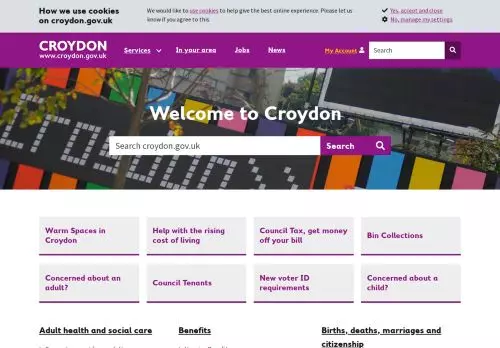 How we use cookies
on croydon.gov.uk
We would like to use cookies to help give the best online experience. Please let us
know if you agree to this.
Yes, accept and close
No, manage my settings
CROYDON
www.croydon.gov.uk
Services
In your area
Jobs
News
My Account
Search
Welcome to Croydon
Search croydon.gov.uk
Search
Warm Spaces in
Croydon
Help with the rising
cost of living
Council Tax, get money
off your bill
Bin Collections
Concerned about an
adult?
Council Tenants
New voter ID
requirements
Concerned about a
child?
Adult health and social care
Benefits
Births, deaths, marriages and
citizenship